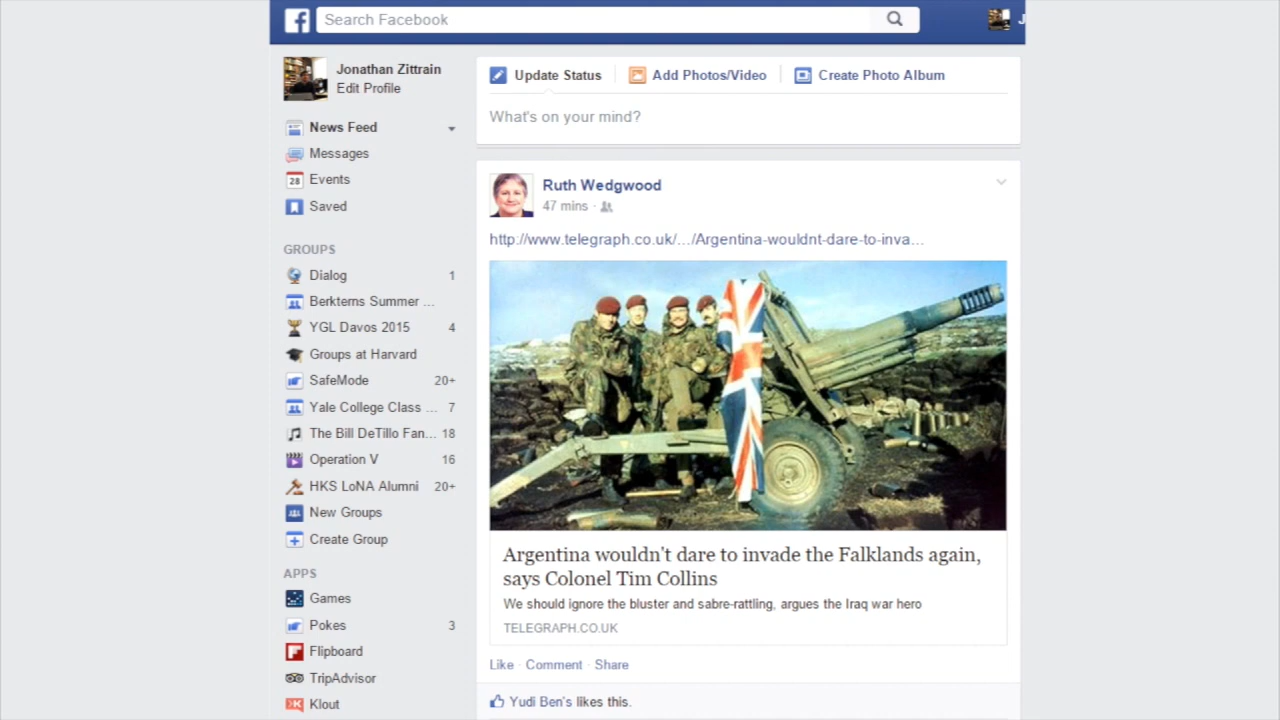 Search Facebook
J
Jonathan Zittrain
Edit Profile
News Feed
Messages
28 Events
Saved
GROUPS
Dialog 1
Berkterns Summer ...
YGL Davos 2015 4
Groups at Harvard
SafeMode 20+
Yale College Class ... 7
The Bill DeTillo Fan... 18
Operation V 16
HKS LoNA Alumni 20+
New Groups
Create Group
APPS
Games
Pokes 3
Flipboard
TripAdvisor
Klout
Update Status
Add Photos/Video
Create Photo Album
What's on your mind?
Ruth Wedgwood
47 mins ·
http://www.telegraph.co.uk/.../Argentina-wouldnt-dare-to-inva...
Argentina wouldn't dare to invade the Falklands again,
says Colonel Tim Collins
We should ignore the bluster and sabre-rattling, argues the Iraq war hero
TELEGRAPH.CO.UK
Like · Comment · Share
Yudi Ben's likes this.